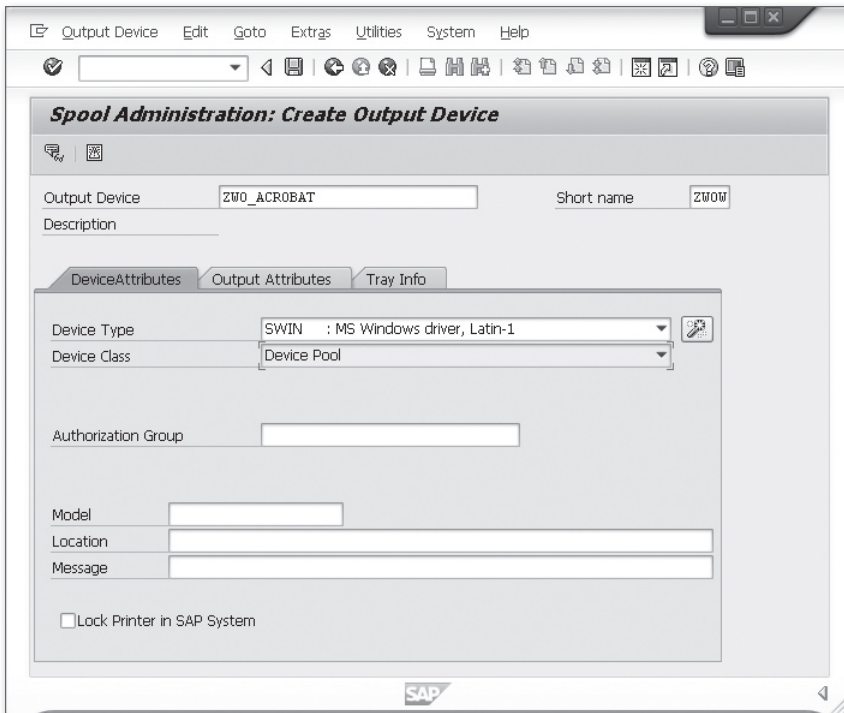 Output Device Edit Goto Extras Utilities System Help
Spool Administration: Create Output Device
Output Device ZWO_ACROBAT Short name ZWOW
Description
DeviceAttributes Output Attributes Tray Info
Device Type SWIN : MS Windows driver, Latin-1
Device Class Device Pool
Authorization Group
Model
Location
Message
Lock Printer in SAP System
SAP